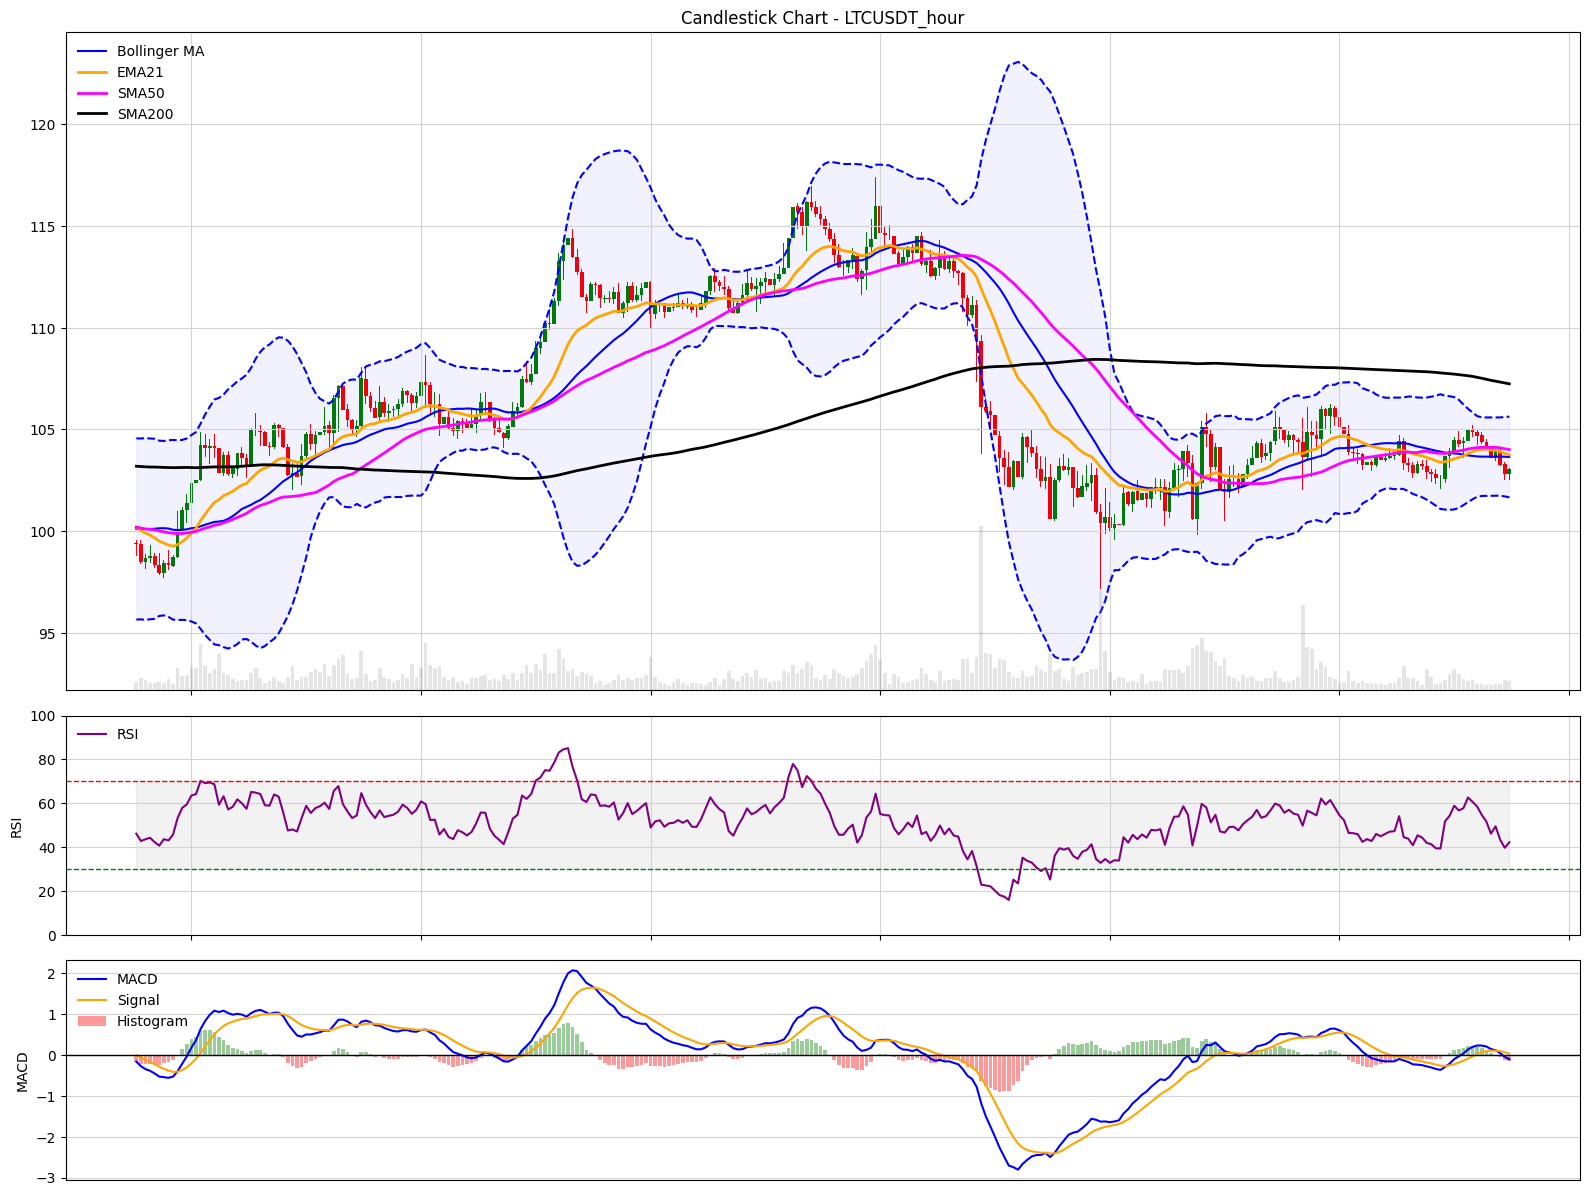 Candlestick Chart - LTCUSDT_hour
Bollinger MA
EMA21
SMA50
SMA200
120
115
110
105
100
95
RSI
100
80
60
40
20
0
RSI
MACD
Signal
Histogram
2
1
0
−1
−2
−3
MACD